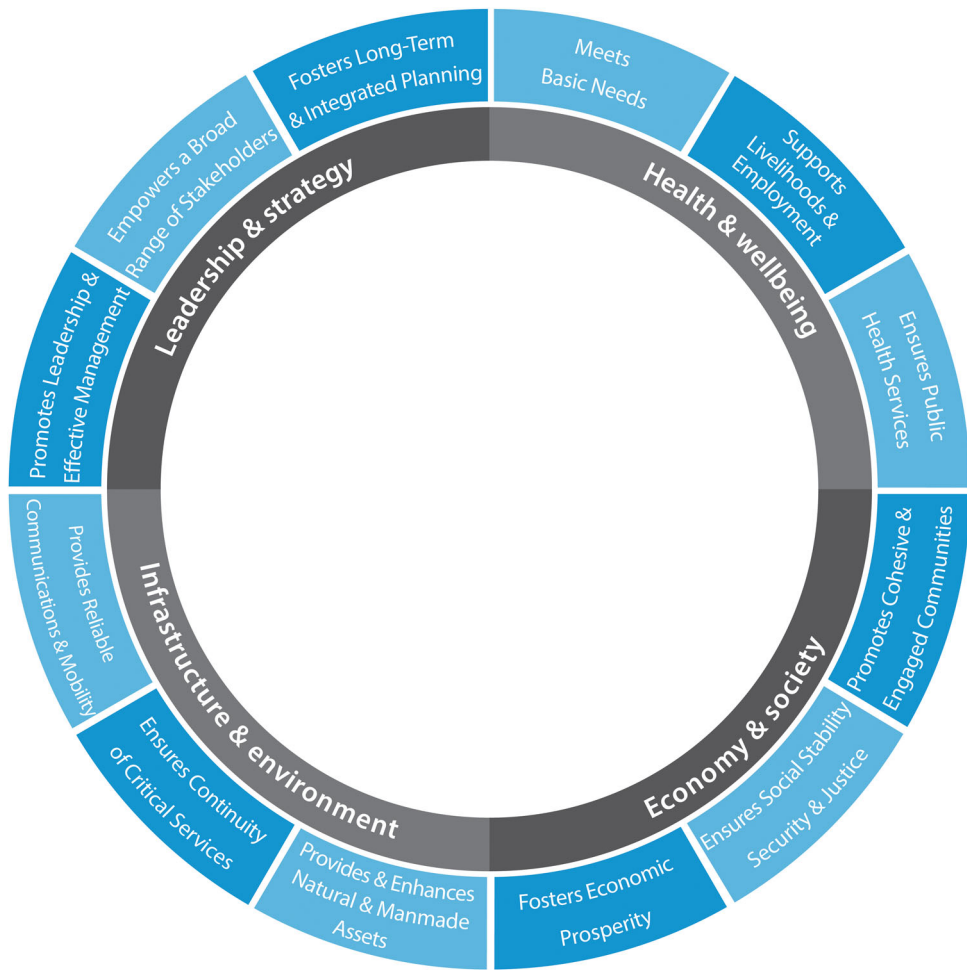 Meets
Basic Needs
Supports
Livelihoods &
Employment
Ensures Public
Health Services
Promotes Cohesive &
Engaged Communities
Ensures Social Stability
Security & Justice
Fosters Economic
Prosperity
Provides & Enhances
Natural & Manmade
Assets
Ensures Continuity
of Critical Services
Provides Reliable
Communications & Mobility
Promotes Leadership &
Effective Management
Empowers a Broad
Range of Stakeholders
Fosters Long-Term
& Integrated Planning
Health & wellbeing
Economy & society
Infrastructure & environment
Leadership & strategy